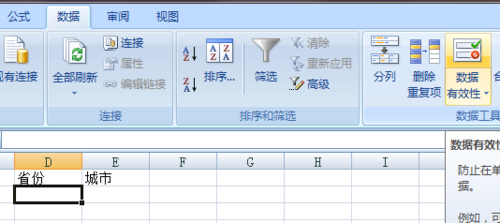 公式 数据 审阅 视图
现有连接
全部刷新
连接
属性
编辑链接
连接
排序...
筛选
清除
重新应用
高级
排序和筛选
分列
删除
重复项
数据
有效性
数据工具
D E F G H I
省份 城市
数据有效性
防止在单
据。
例如，可